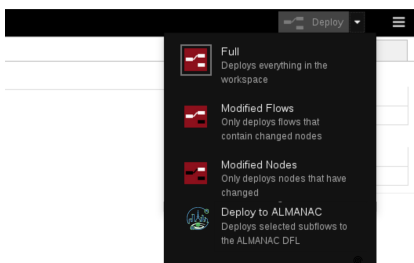 Deploy
Full
Deploys everything in the
workspace
Modified Flows
Only deploys flows that
contain changed nodes
Modified Nodes
Only deploys nodes that have
changed
Deploy to ALMANAC
Deploys selected subflows to
the ALMANAC DFL